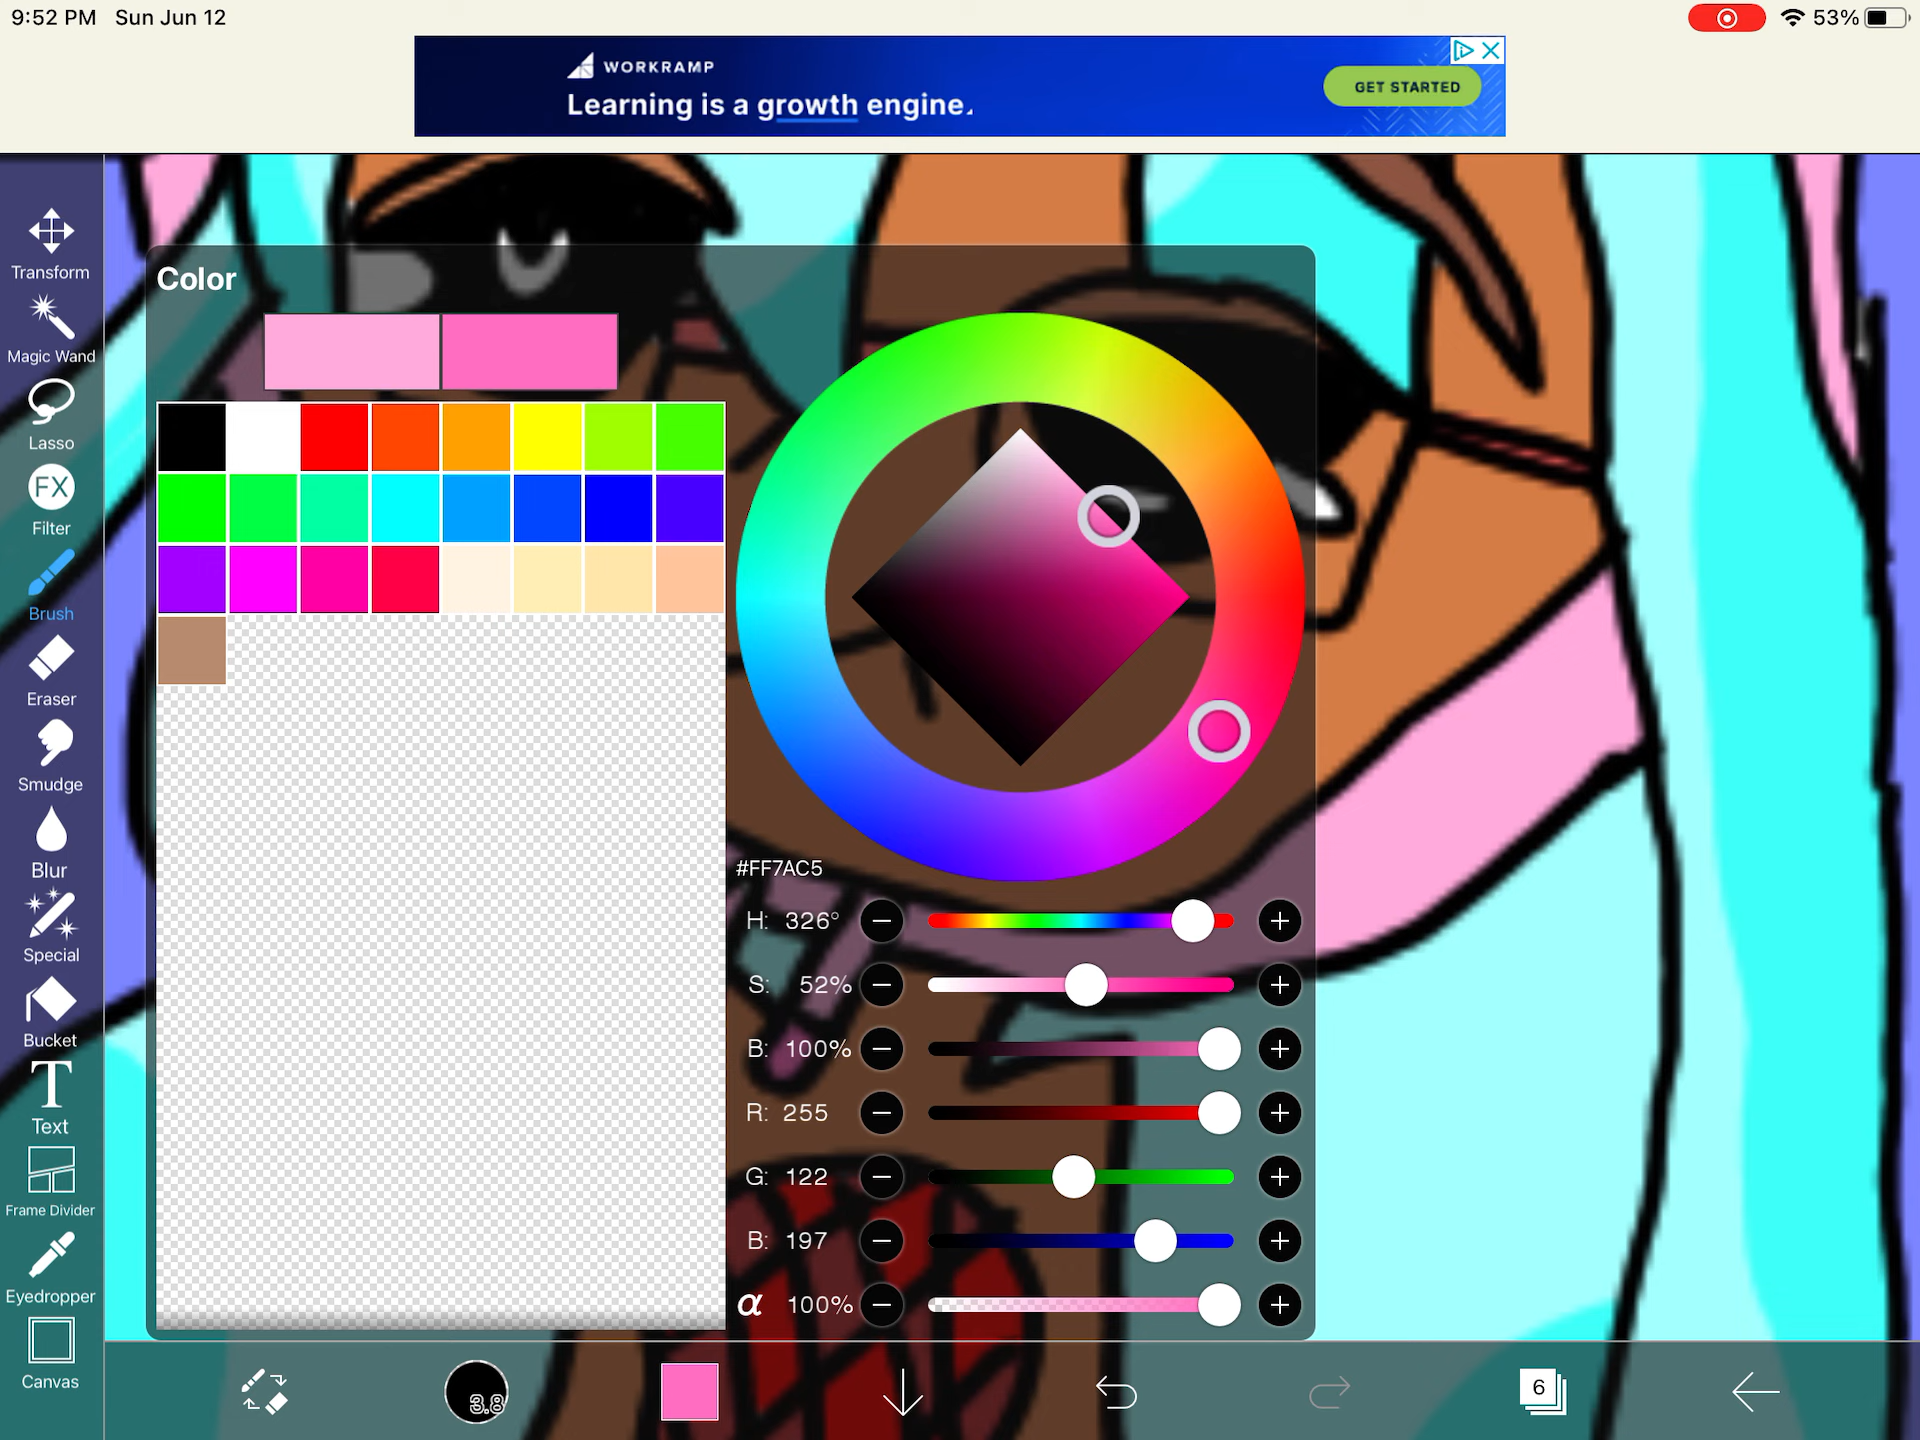 9:52 PM Sun Jun 12
53%
WORKRAMP
Learning is a growth engine.
GET STARTED
Transform
Magic Wand
Lasso
FX
Filter
Brush
Eraser
Smudge
Blur
Special
Bucket
T
Text
Frame Divider
Eyedropper
Canvas
Color
#FF7AC5
H: 326°
S: 52%
B: 100%
R: 255
G: 122
B: 197
α 100%
3.8
6